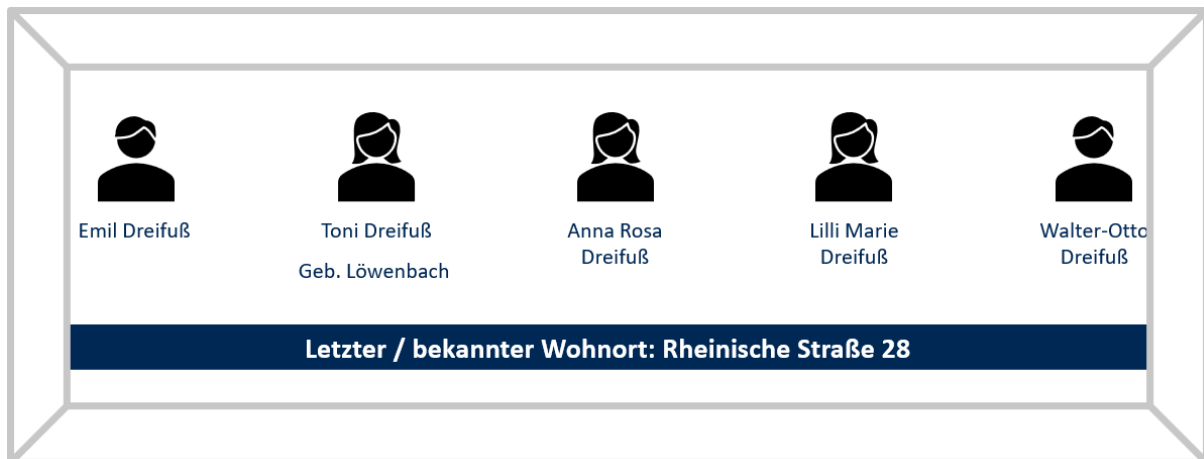 Emil Dreifuß
Toni Dreifuß
Geb. Löwenbach
Anna Rosa
Dreifuß
Lilli Marie
Dreifuß
Walter-Otto
Dreifuß
Letzter / bekannter Wohnort: Rheinische Straße 28